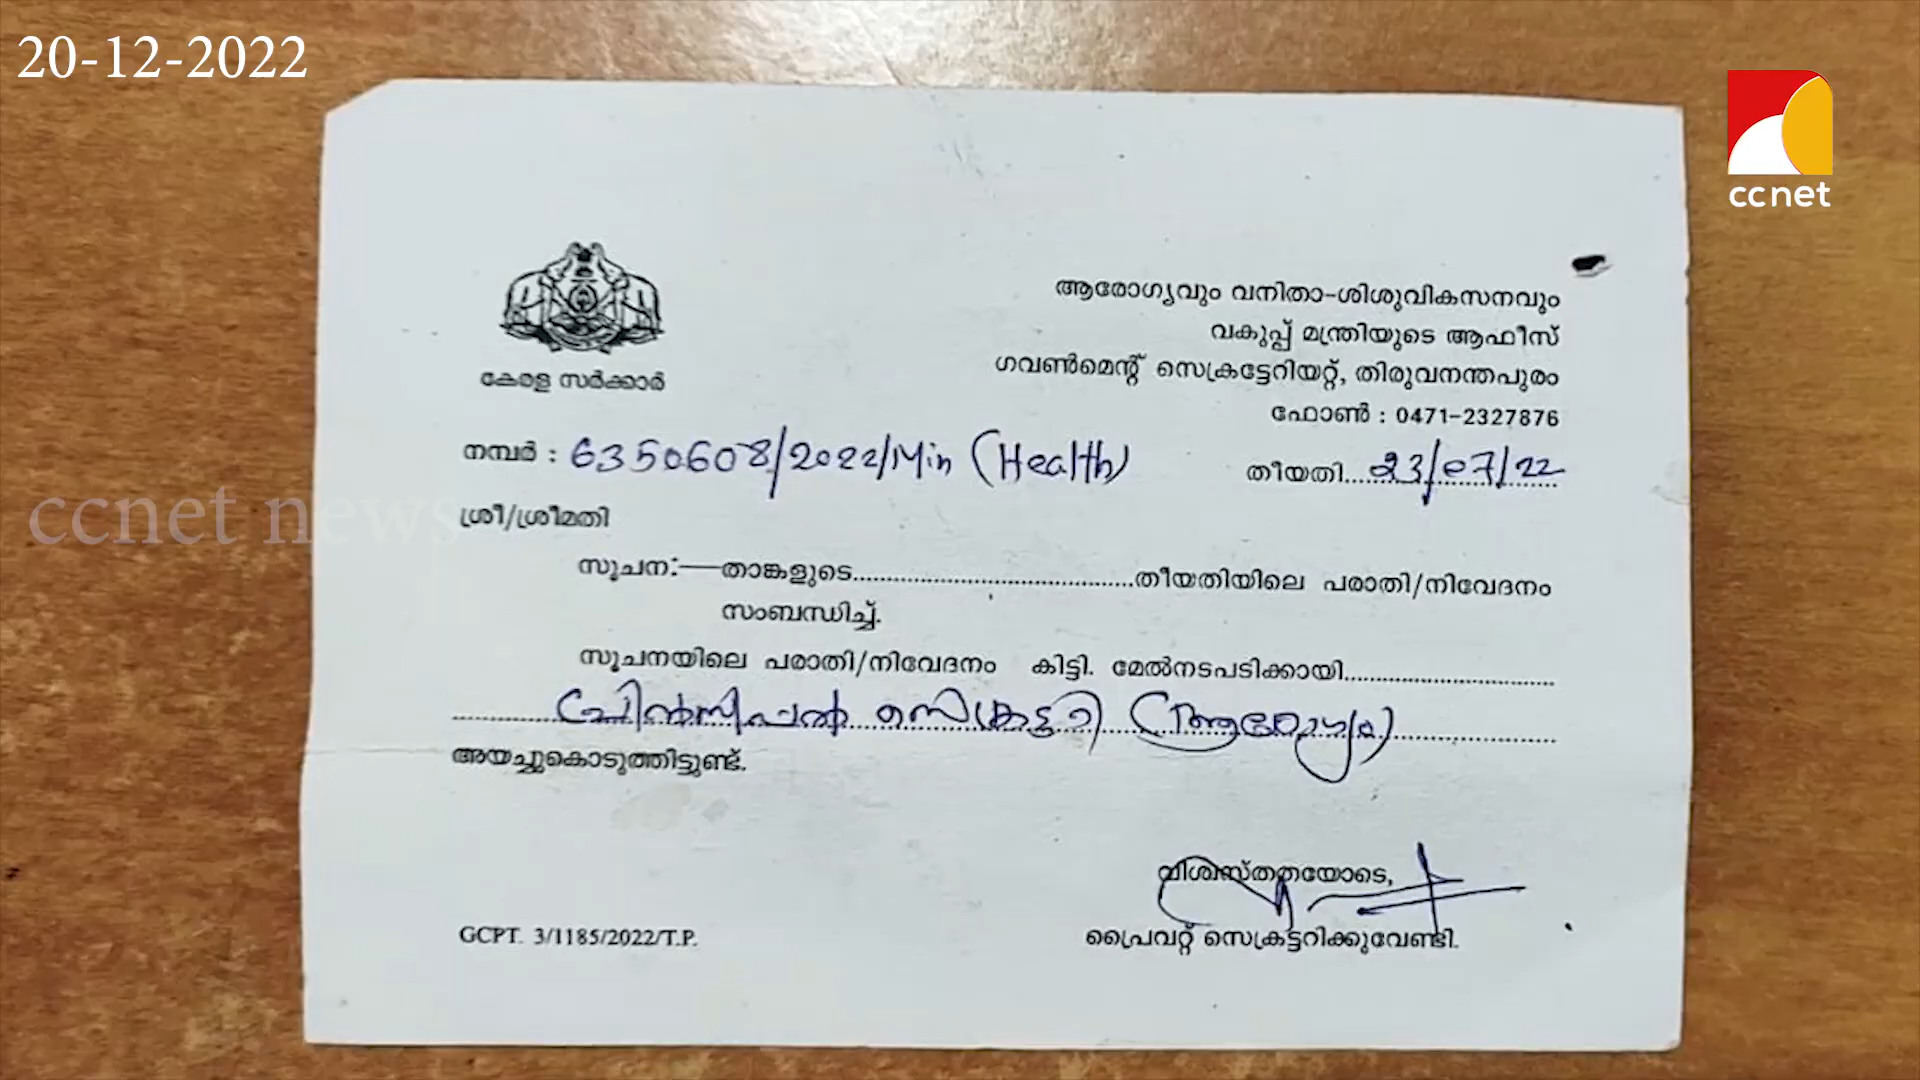 20-12-2022
ccnet
ആരോഗ്യവും വനിതാ-ശിശുവികസനവും
വകുപ്പ് മന്ത്രിയുടെ ആഫീസ്
ഗവൺമെന്റ് സെക്രട്ടേറിയറ്റ്, തിരുവനന്തപുരം
കേരള സർക്കാർ
ഫോൺ : 0471-2327876
നമ്പർ : 6350608/2022/Min (Health)
തീയതി....23/07/22
ccnet news
ശ്രീ/ശ്രീമതി
സൂചന:—താങ്കളുടെ........................................തീയതിയിലെ പരാതി/നിവേദനം
സംബന്ധിച്ച്.
സൂചനയിലെ പരാതി/നിവേദനം കിട്ടി. മേൽനടപടിക്കായി................................
പ്രിൻസിപ്പൽ സെക്രട്ടറി (ആരോഗ്യം)
അയച്ചുകൊടുത്തിട്ടുണ്ട്.
വിശ്വസ്തതയോടെ,
GCPT. 3/1185/2022/T.P.
പ്രൈവറ്റ് സെക്രട്ടറിക്കുവേണ്ടി.